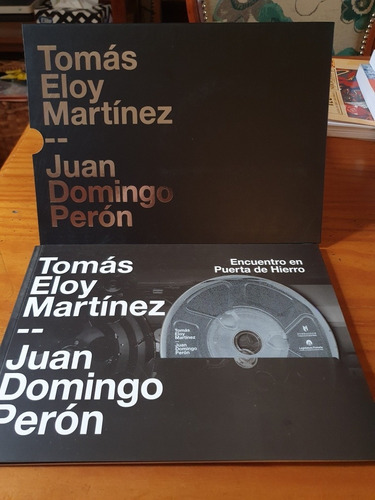 Tomás
Eloy
Martínez
--
Juan
Domingo
Perón
Tomás
Eloy
Martínez
--
Juan
Domingo
Perón
Encuentro en
Puerta de Hierro
Tomás Eloy
Martínez
--
Juan
Domingo
Perón